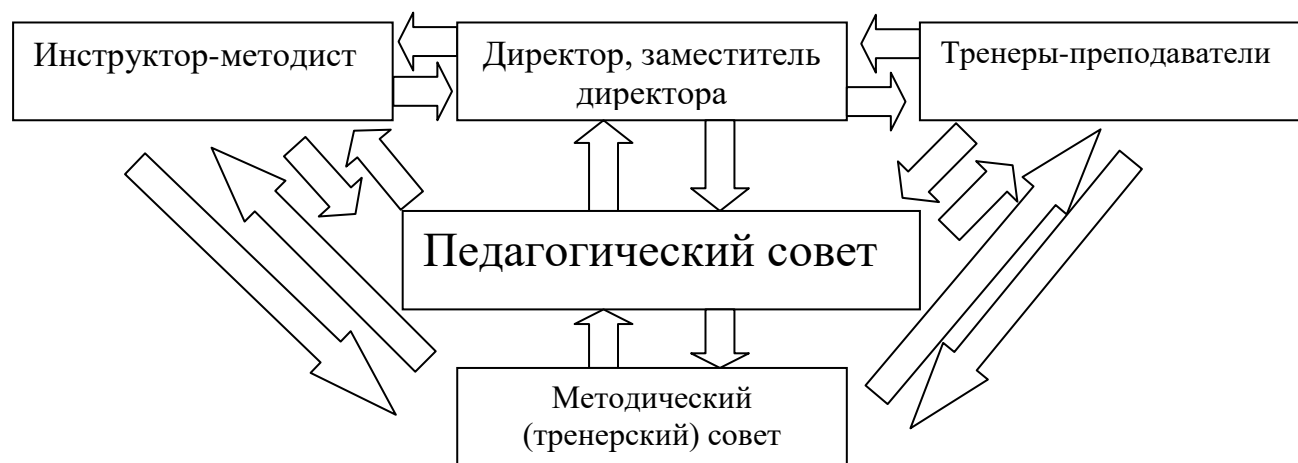 Инструктор-методист
Директор, заместитель
директора
Тренеры-преподаватели
Педагогический совет
Методический
(тренерский) совет